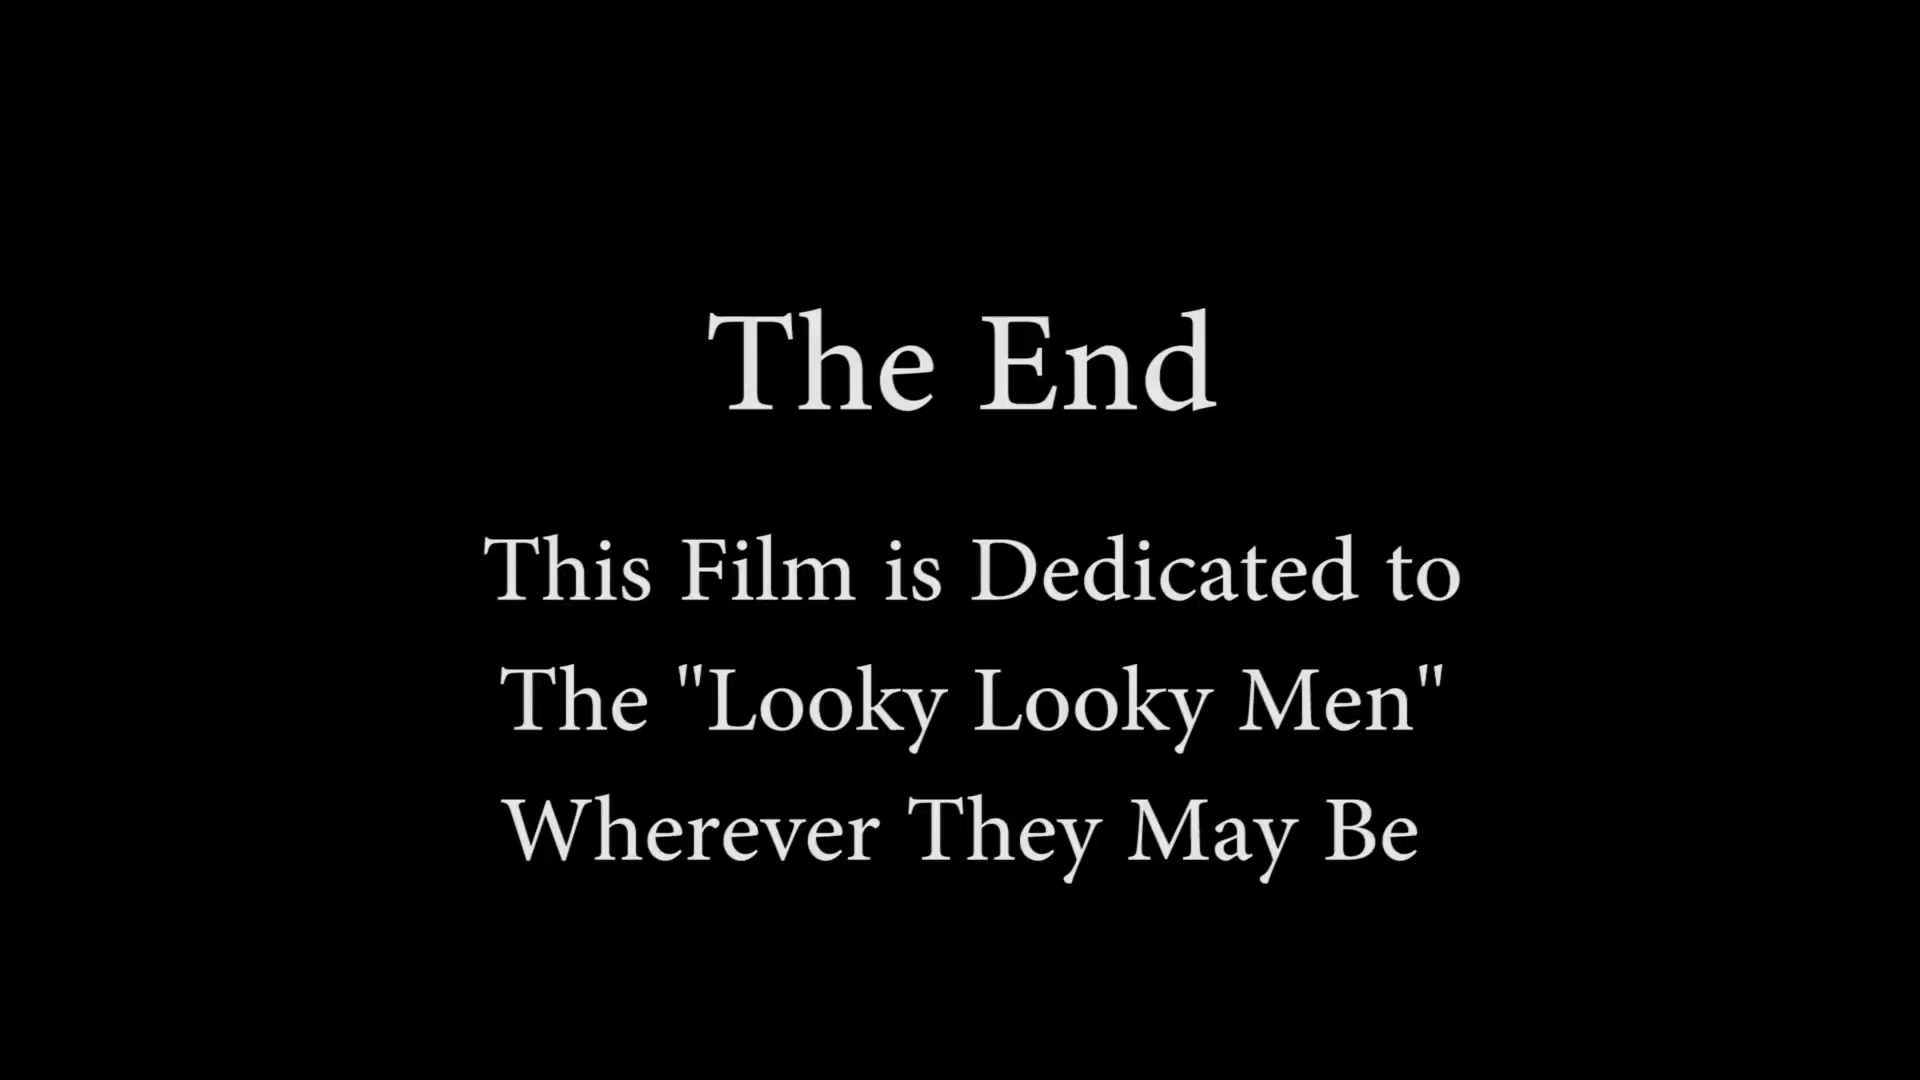 The End
This Film is Dedicated to
The "Looky Looky Men"
Wherever They May Be